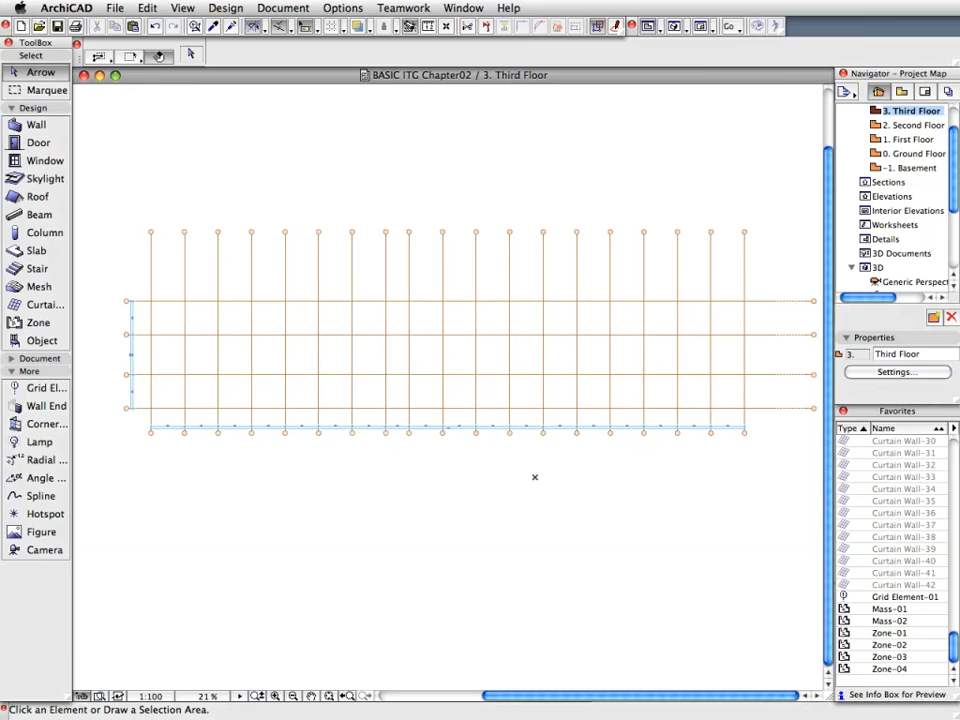 ArchiCAD File Edit View Design Document Options Teamwork Window Help
Go...
ToolBox
Select
Arrow
Marquee
Design
Wall
Door
Window
Skylight
Roof
Beam
Column
Slab
Stair
Mesh
Curtai...
Zone
Object
Document
More
Grid El...
Wall End
Corner...
Lamp
Radial ...
Angle ...
Spline
Hotspot
Figure
Camera
BASIC ITG Chapter02 / 3. Third Floor
Navigator - Project Map
3. Third Floor
2. Second Floor
1. First Floor
0. Ground Floor
-1. Basement
Sections
Elevations
Interior Elevations
Worksheets
Details
3D Documents
3D
Generic Perspect
Properties
3. Third Floor
Settings...
Favorites
Type Name
Curtain Wall-30
Curtain Wall-31
Curtain Wall-32
Curtain Wall-33
Curtain Wall-34
Curtain Wall-35
Curtain Wall-36
Curtain Wall-37
Curtain Wall-38
Curtain Wall-39
Curtain Wall-40
Curtain Wall-41
Curtain Wall-42
Grid Element-01
Mass-01
Mass-02
Zone-01
Zone-02
Zone-03
Zone-04
See Info Box for Preview
1:100 21 %
Click an Element or Draw a Selection Area.